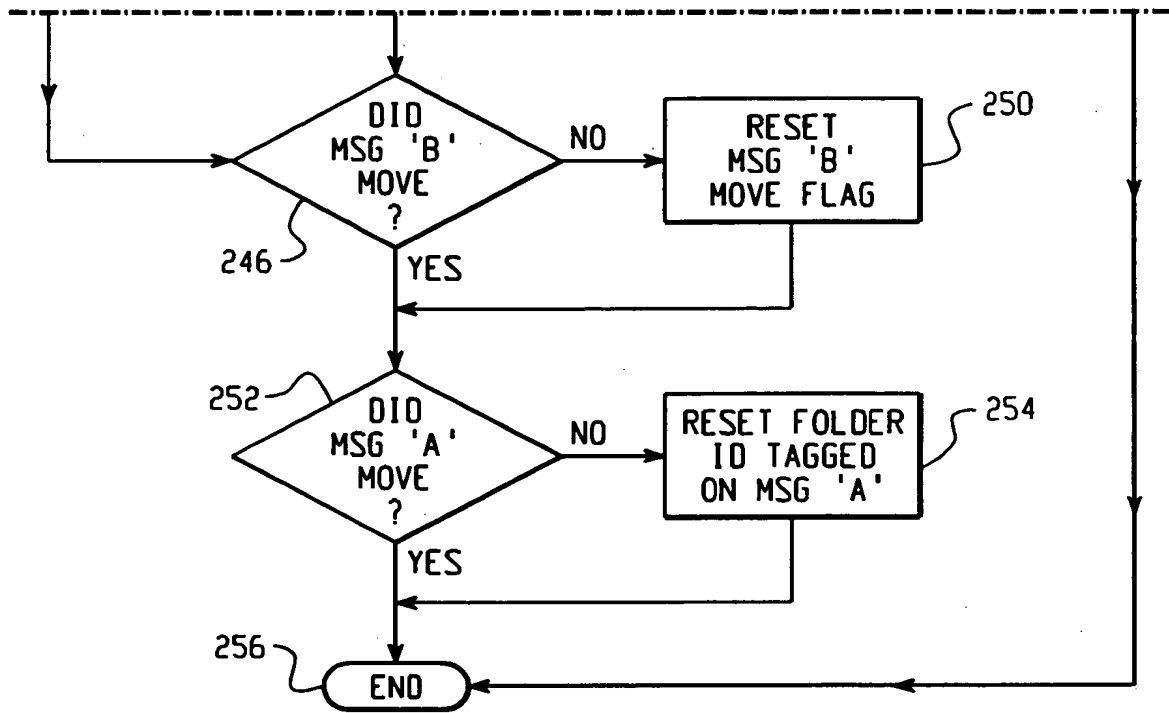 DID
MSG 'B'
MOVE
?
NO
RESET
MSG 'B'
MOVE FLAG
250
246
YES
252
DID
MSG 'A'
MOVE
?
NO
RESET FOLDER
ID TAGGED
ON MSG 'A'
254
YES
256
END